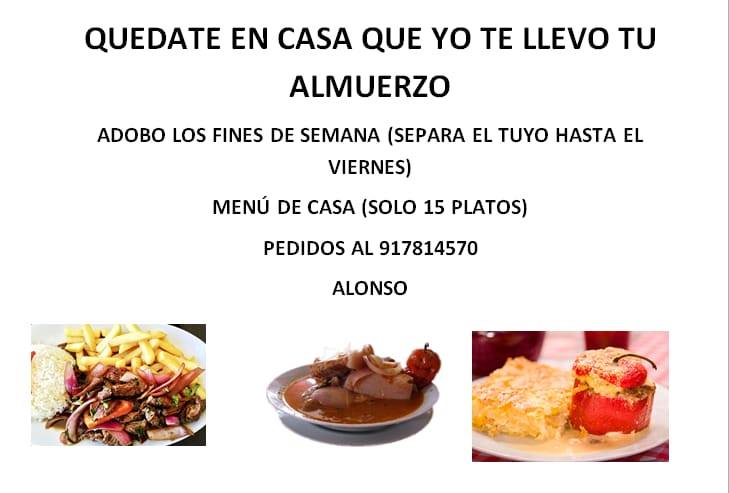 QUEDATE EN CASA QUE YO TE LLEVO TU
ALMUERZO
ADOBO LOS FINES DE SEMANA (SEPARA EL TUYO HASTA EL
VIERNES)
MENÚ DE CASA (SOLO 15 PLATOS)
PEDIDOS AL 917814570
ALONSO